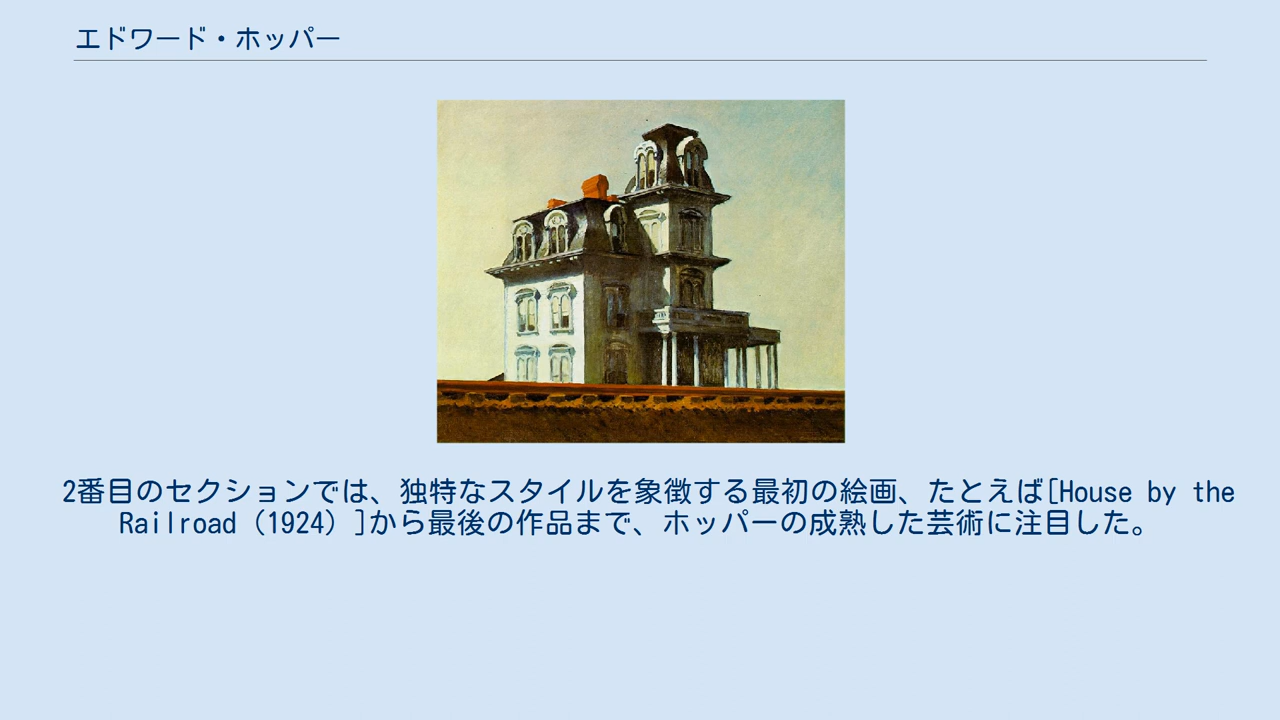 エドワード・ホッパー
2番目のセクションでは、独特なスタイルを象徴する最初の絵画、たとえば[House by the
Railroad（1924）]から最後の作品まで、ホッパーの成熟した芸術に注目した。